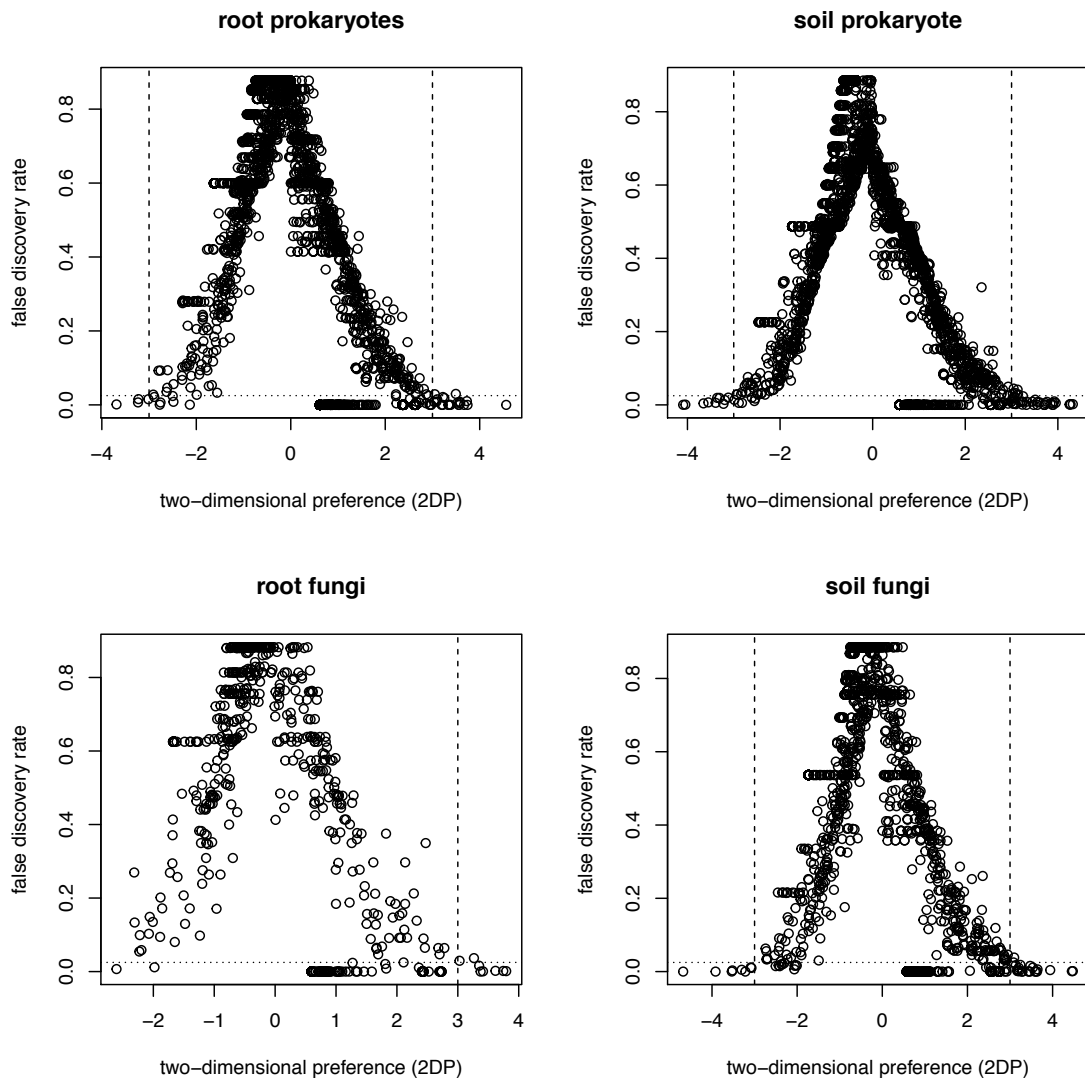 root prokaryotes
soil prokaryote
false discovery rate
0.0 0.2 0.4 0.6 0.8
−4 −2 0 2 4
two−dimensional preference (2DP)
false discovery rate
0.0 0.2 0.4 0.6 0.8
−4 −2 0 2 4
two−dimensional preference (2DP)
root fungi
soil fungi
false discovery rate
0.0 0.2 0.4 0.6 0.8
−2 −1 0 1 2 3 4
two−dimensional preference (2DP)
false discovery rate
0.0 0.2 0.4 0.6 0.8
−4 −2 0 2 4
two−dimensional preference (2DP)